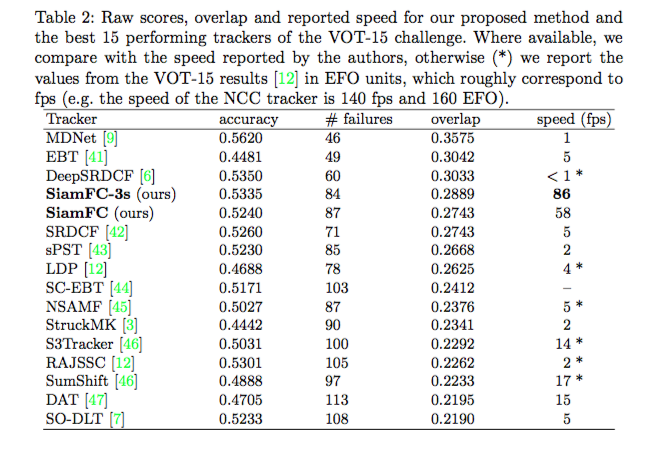 Table 2: Raw scores, overlap and reported speed for our proposed method and
the best 15 performing trackers of the VOT-15 challenge. Where available, we
compare with the speed reported by the authors, otherwise (*) we report the
values from the VOT-15 results [12] in EFO units, which roughly correspond to
fps (e.g. the speed of the NCC tracker is 140 fps and 160 EFO).
Tracker accuracy # failures overlap speed (fps)
MDNet [9] 0.5620 46 0.3575 1
EBT [41] 0.4481 49 0.3042 5
DeepSRDCF [6] 0.5350 60 0.3033 < 1 *
SiamFC-3s (ours) 0.5335 84 0.2889 86
SiamFC (ours) 0.5240 87 0.2743 58
SRDCF [42] 0.5260 71 0.2743 5
sPST [43] 0.5230 85 0.2668 2
LDP [12] 0.4688 78 0.2625 4 *
SC-EBT [44] 0.5171 103 0.2412 –
NSAMF [45] 0.5027 87 0.2376 5 *
StruckMK [3] 0.4442 90 0.2341 2
S3Tracker [46] 0.5031 100 0.2292 14 *
RAJSSC [12] 0.5301 105 0.2262 2 *
SumShift [46] 0.4888 97 0.2233 17 *
DAT [47] 0.4705 113 0.2195 15
SO-DLT [7] 0.5233 108 0.2190 5